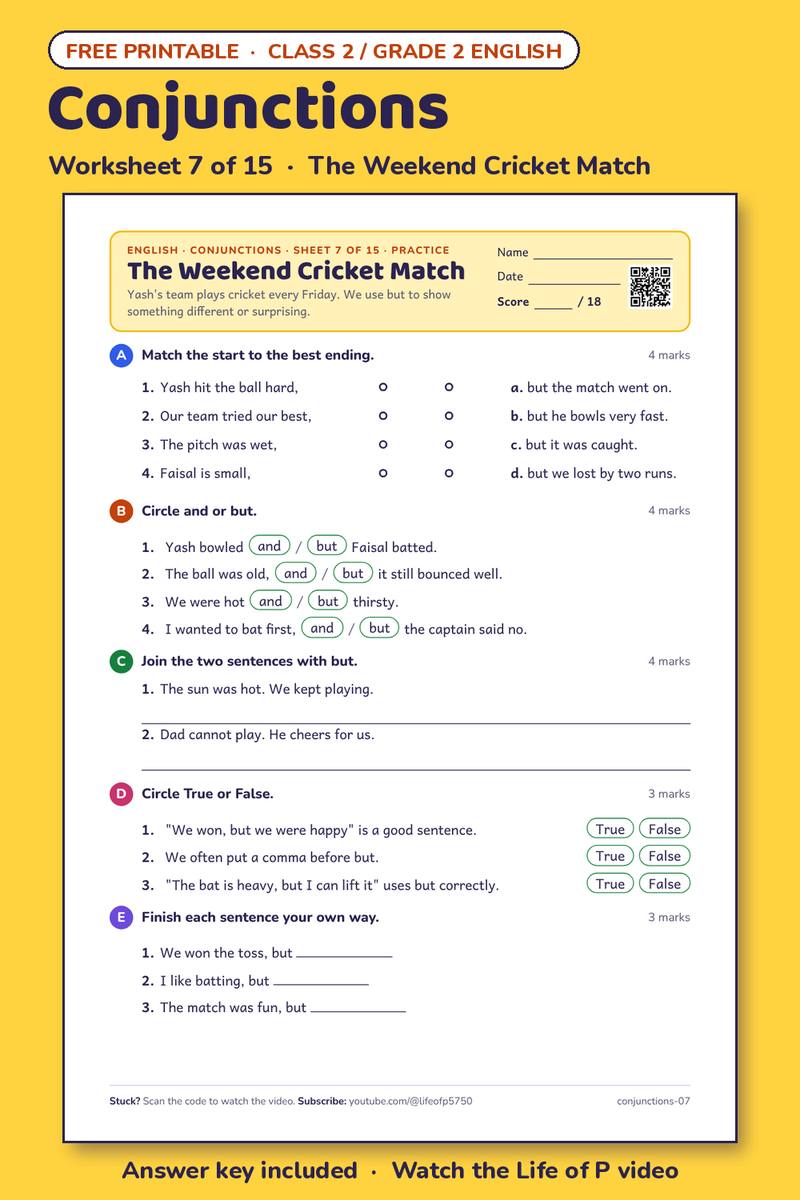 FREE PRINTABLE · CLASS 2 / GRADE 2 ENGLISH
Conjunctions
Worksheet 7 of 15 · The Weekend Cricket Match
ENGLISH · CONJUNCTIONS · SHEET 7 OF 15 · PRACTICE
The Weekend Cricket Match
Yash's team plays cricket every Friday. We use but to show
something different or surprising.
Name
Date
Score / 18
A Match the start to the best ending. 4 marks
1. Yash hit the ball hard, a. but the match went on.
2. Our team tried our best, b. but he bowls very fast.
3. The pitch was wet, c. but it was caught.
4. Faisal is small, d. but we lost by two runs.
B Circle and or but. 4 marks
1. Yash bowled and / but Faisal batted.
2. The ball was old, and / but it still bounced well.
3. We were hot and / but thirsty.
4. I wanted to bat first, and / but the captain said no.
C Join the two sentences with but. 4 marks
1. The sun was hot. We kept playing.
2. Dad cannot play. He cheers for us.
D Circle True or False. 3 marks
1. "We won, but we were happy" is a good sentence. True False
2. We often put a comma before but. True False
3. "The bat is heavy, but I can lift it" uses but correctly. True False
E Finish each sentence your own way. 3 marks
1. We won the toss, but
2. I like batting, but
3. The match was fun, but
Stuck? Scan the code to watch the video. Subscribe: youtube.com/@lifeofp5750 conjunctions-07
Answer key included · Watch the Life of P video